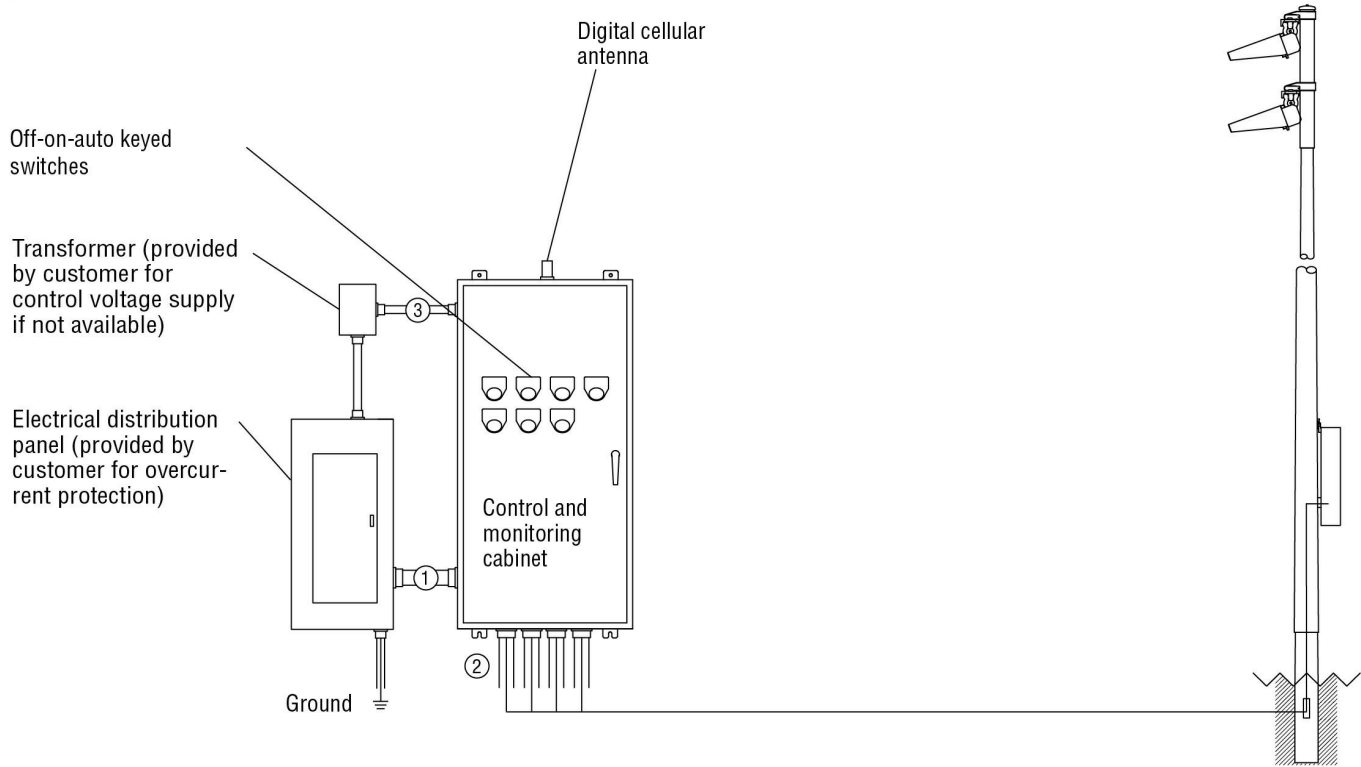 Digital cellular
antenna
Off-on-auto keyed
switches
Transformer (provided
by customer for
control voltage supply
if not available)
3
Electrical distribution
panel (provided by
customer for overcur-
rent protection)
Control and
monitoring
cabinet
1
2
Ground